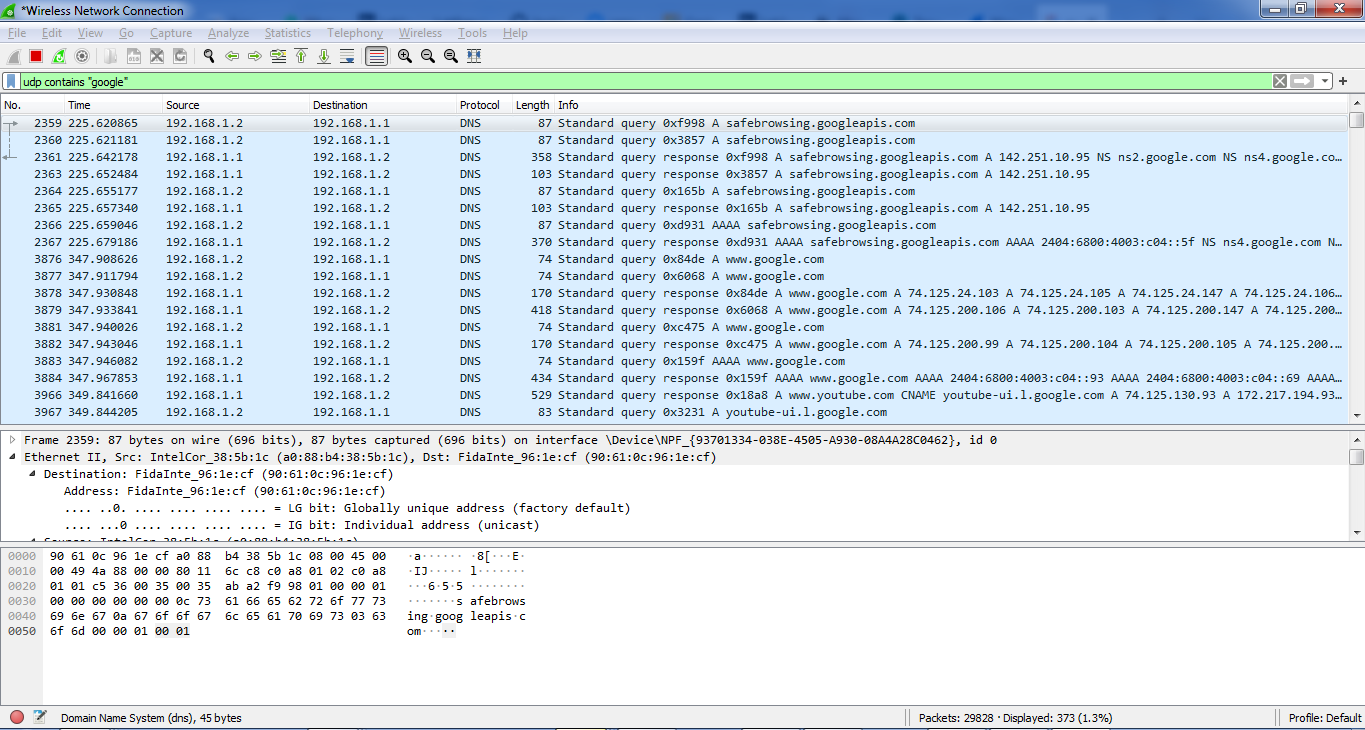 *Wireless Network Connection
File Edit View Go Capture Analyze Statistics Telephony Wireless Tools Help
udp contains "google"
No. Time Source Destination Protocol Length Info
2359 225.620865 192.168.1.2 192.168.1.1 DNS 87 Standard query 0xf998 A safebrowsing.googleapis.com
2360 225.621181 192.168.1.2 192.168.1.1 DNS 87 Standard query 0x3857 A safebrowsing.googleapis.com
2361 225.642178 192.168.1.1 192.168.1.2 DNS 358 Standard query response 0xf998 A safebrowsing.googleapis.com A 142.251.10.95 NS ns2.google.com NS ns4.google.co…
2363 225.652484 192.168.1.1 192.168.1.2 DNS 103 Standard query response 0x3857 A safebrowsing.googleapis.com A 142.251.10.95
2364 225.655177 192.168.1.2 192.168.1.1 DNS 87 Standard query 0x165b A safebrowsing.googleapis.com
2365 225.657340 192.168.1.1 192.168.1.2 DNS 103 Standard query response 0x165b A safebrowsing.googleapis.com A 142.251.10.95
2366 225.659046 192.168.1.2 192.168.1.1 DNS 87 Standard query 0xd931 AAAA safebrowsing.googleapis.com
2367 225.679186 192.168.1.1 192.168.1.2 DNS 370 Standard query response 0xd931 AAAA safebrowsing.googleapis.com AAAA 2404:6800:4003:c04::5f NS ns4.google.com N…
3876 347.908626 192.168.1.2 192.168.1.1 DNS 74 Standard query 0x84de A www.google.com
3877 347.911794 192.168.1.2 192.168.1.1 DNS 74 Standard query 0x6068 A www.google.com
3878 347.930848 192.168.1.1 192.168.1.2 DNS 170 Standard query response 0x84de A www.google.com A 74.125.24.103 A 74.125.24.105 A 74.125.24.147 A 74.125.24.106…
3879 347.933841 192.168.1.1 192.168.1.2 DNS 418 Standard query response 0x6068 A www.google.com A 74.125.200.106 A 74.125.200.103 A 74.125.200.147 A 74.125.200…
3881 347.940026 192.168.1.2 192.168.1.1 DNS 74 Standard query 0xc475 A www.google.com
3882 347.943046 192.168.1.1 192.168.1.2 DNS 170 Standard query response 0xc475 A www.google.com A 74.125.200.99 A 74.125.200.104 A 74.125.200.105 A 74.125.200.…
3883 347.946082 192.168.1.2 192.168.1.1 DNS 74 Standard query 0x159f AAAA www.google.com
3884 347.967853 192.168.1.1 192.168.1.2 DNS 434 Standard query response 0x159f AAAA www.google.com AAAA 2404:6800:4003:c04::93 AAAA 2404:6800:4003:c04::69 AAAA…
3966 349.841660 192.168.1.1 192.168.1.2 DNS 529 Standard query response 0x18a8 A www.youtube.com CNAME youtube-ui.l.google.com A 74.125.130.93 A 172.217.194.93…
3967 349.844205 192.168.1.2 192.168.1.1 DNS 83 Standard query 0x3231 A youtube-ui.l.google.com
Frame 2359: 87 bytes on wire (696 bits), 87 bytes captured (696 bits) on interface \Device\NPF_{93701334-038E-4505-A930-08A4A28C0462}, id 0
Ethernet II, Src: IntelCor_38:5b:1c (a0:88:b4:38:5b:1c), Dst: FidaInte_96:1e:cf (90:61:0c:96:1e:cf)
Destination: FidaInte_96:1e:cf (90:61:0c:96:1e:cf)
Address: FidaInte_96:1e:cf (90:61:0c:96:1e:cf)
.... ..0. .... .... .... .... = LG bit: Globally unique address (factory default)
.... ...0 .... .... .... .... = IG bit: Individual address (unicast)
Source: IntelCor_38:5b:1c (a0:88:b4:38:5b:1c)
0000 90 61 0c 96 1e cf a0 88 b4 38 5b 1c 08 00 45 00 ·a······ ·8[···E·
0010 00 49 4a 88 00 00 80 11 6c c8 c0 a8 01 02 c0 a8 ·IJ····· l·······
0020 01 01 c5 36 00 35 00 35 ab a2 f9 98 01 00 00 01 ···6·5·5 ········
0030 00 00 00 00 00 00 0c 73 61 66 65 62 72 6f 77 73 ·······s afebrows
0040 69 6e 67 0a 67 6f 6f 67 6c 65 61 70 69 73 03 63 ing·goog leapis·c
0050 6f 6d 00 00 01 00 01 om·····
Domain Name System (dns), 45 bytes Packets: 29828 · Displayed: 373 (1.3%) Profile: Default